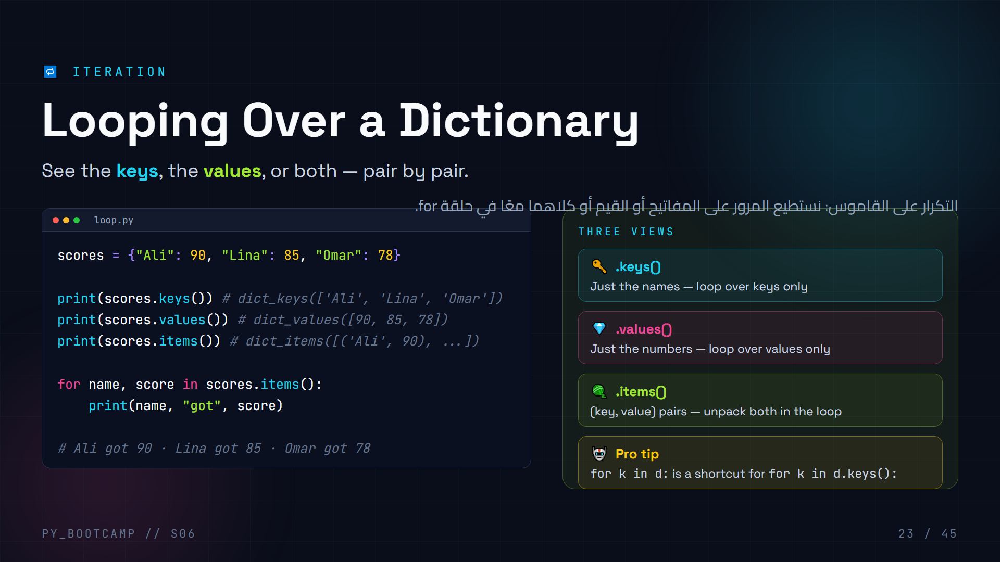 ITERATION
Looping Over a Dictionary
See the keys, the values, or both — pair by pair.
التكرار على القاموس: نستطيع المرور على المفاتيح أو القيم أو كلاهما معًا في حلقة for.
loop.py
scores = {"Ali": 90, "Lina": 85, "Omar": 78}
print(scores.keys()) # dict_keys(['Ali', 'Lina', 'Omar'])
print(scores.values()) # dict_values([90, 85, 78])
print(scores.items()) # dict_items([('Ali', 90), ...])
for name, score in scores.items():
    print(name, "got", score)
# Ali got 90 · Lina got 85 · Omar got 78
THREE VIEWS
.keys()
Just the names — loop over keys only
.values()
Just the numbers — loop over values only
.items()
(key, value) pairs — unpack both in the loop
Pro tip
for k in d: is a shortcut for for k in d.keys():
PY_BOOTCAMP // S06
23 / 45